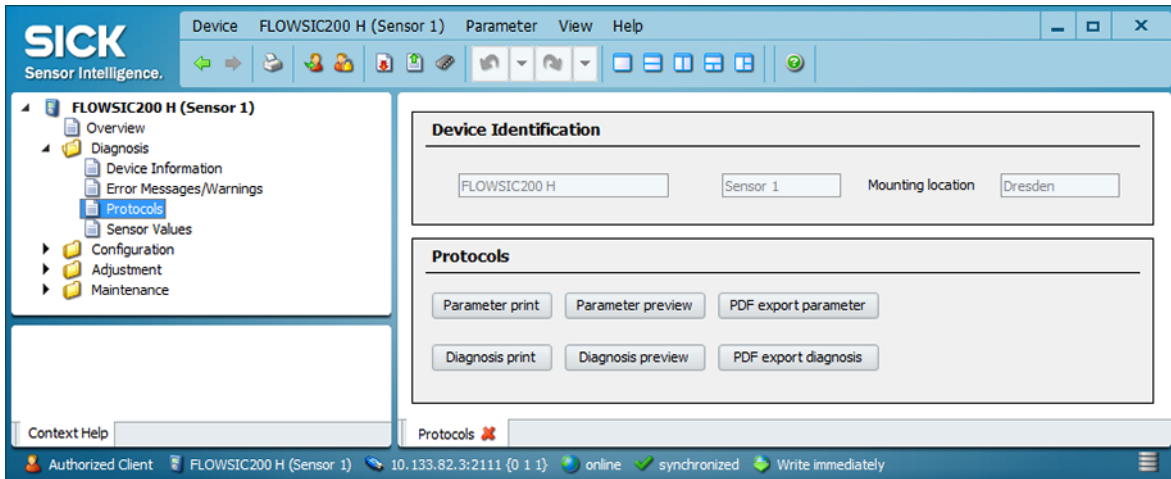 SICK
Sensor Intelligence.
Device FLOWSIC200 H (Sensor 1) Parameter View Help
FLOWSIC200 H (Sensor 1)
Overview
Diagnosis
Device Information
Error Messages/Warnings
Protocols
Sensor Values
Configuration
Adjustment
Maintenance
Context Help
Device Identification
FLOWSIC200 H Sensor 1 Mounting location Dresden
Protocols
Parameter print Parameter preview PDF export parameter
Diagnosis print Diagnosis preview PDF export diagnosis
Protocols
Authorized Client FLOWSIC200 H (Sensor 1) 10.133.82.3:2111 {0 1 1} online synchronized Write immediately